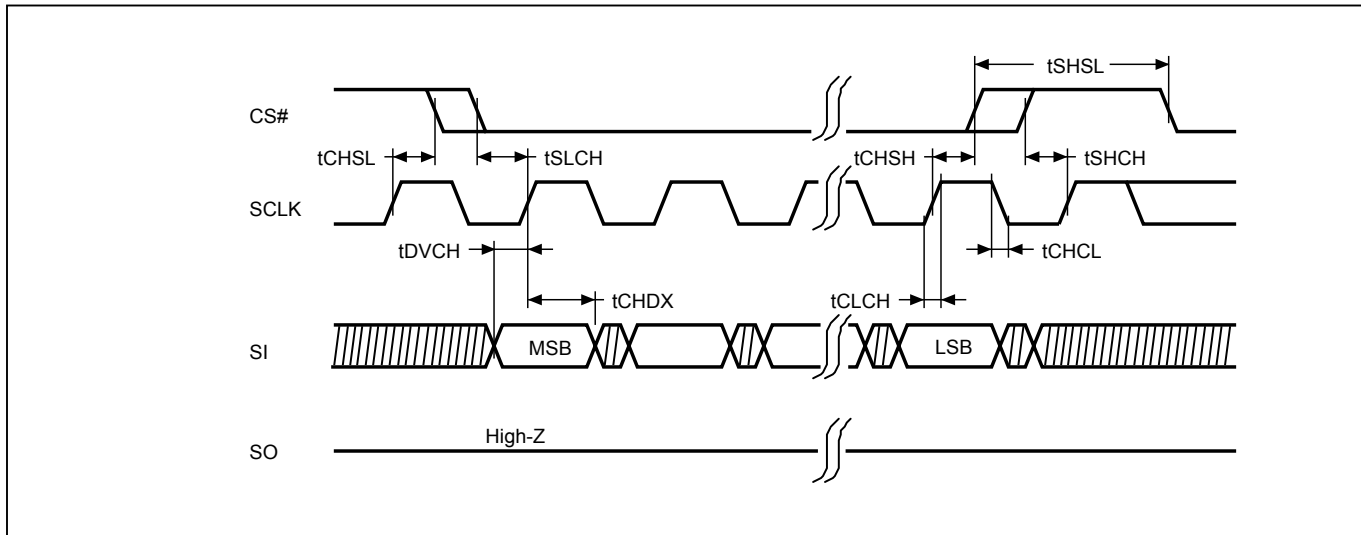 tSHSL
CS#
tCHSL
tSLCH
tCHSH
tSHCH
SCLK
tDVCH
tCHCL
tCHDX
tCLCH
SI
MSB
LSB
High-Z
SO